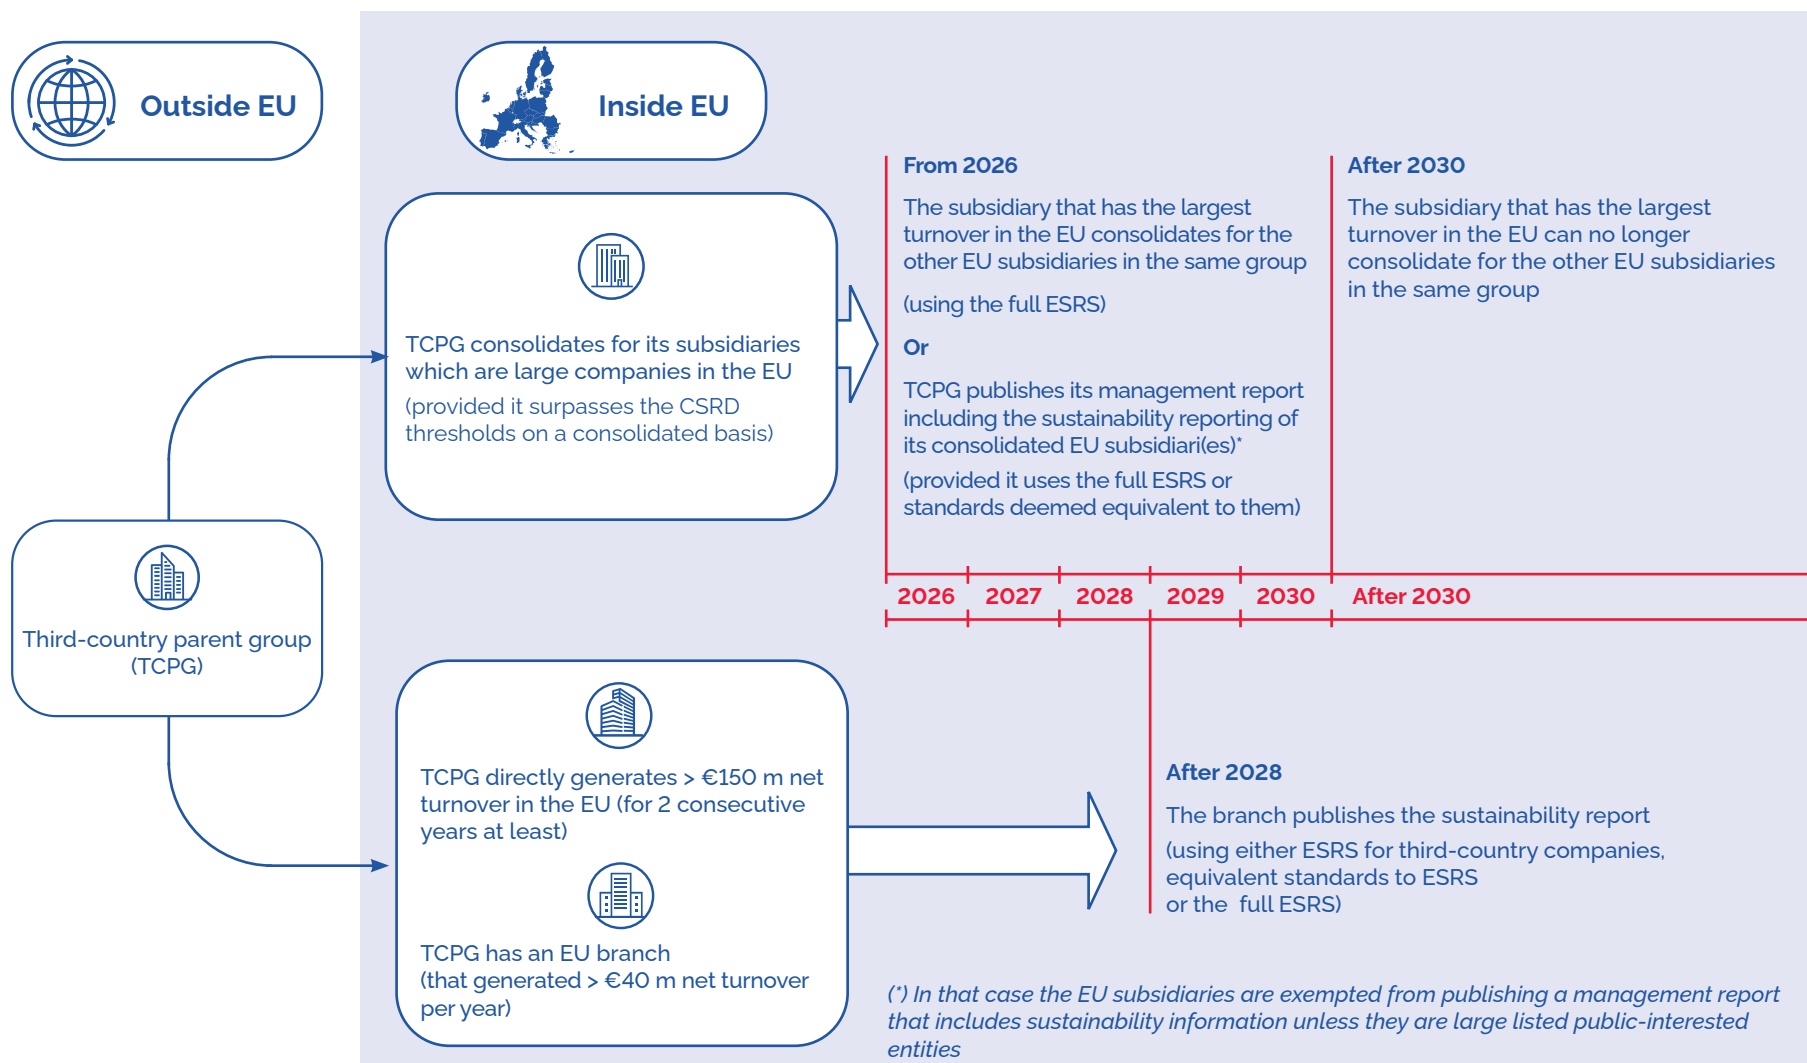 Outside EU
Inside EU
TCPG consolidates for its subsidiaries
which are large companies in the EU
(provided it surpasses the CSRD
thresholds on a consolidated basis)
From 2026
The subsidiary that has the largest
turnover in the EU consolidates for the
other EU subsidiaries in the same group
(using the full ESRS)
Or
TCPG publishes its management report
including the sustainability reporting of
its consolidated EU subsidiari(es)*
(provided it uses the full ESRS or
standards deemed equivalent to them)
After 2030
The subsidiary that has the largest
turnover in the EU can no longer
consolidate for the other EU subsidiaries
in the same group
2026 2027 2028 2029 2030 After 2030
Third-country parent group
(TCPG)
TCPG directly generates > €150 m net
turnover in the EU (for 2 consecutive
years at least)
TCPG has an EU branch
(that generated > €40 m net turnover
per year)
After 2028
The branch publishes the sustainability report
(using either ESRS for third-country companies,
equivalent standards to ESRS
or the full ESRS)
(*) In that case the EU subsidiaries are exempted from publishing a management report
that includes sustainability information unless they are large listed public-interested
entities